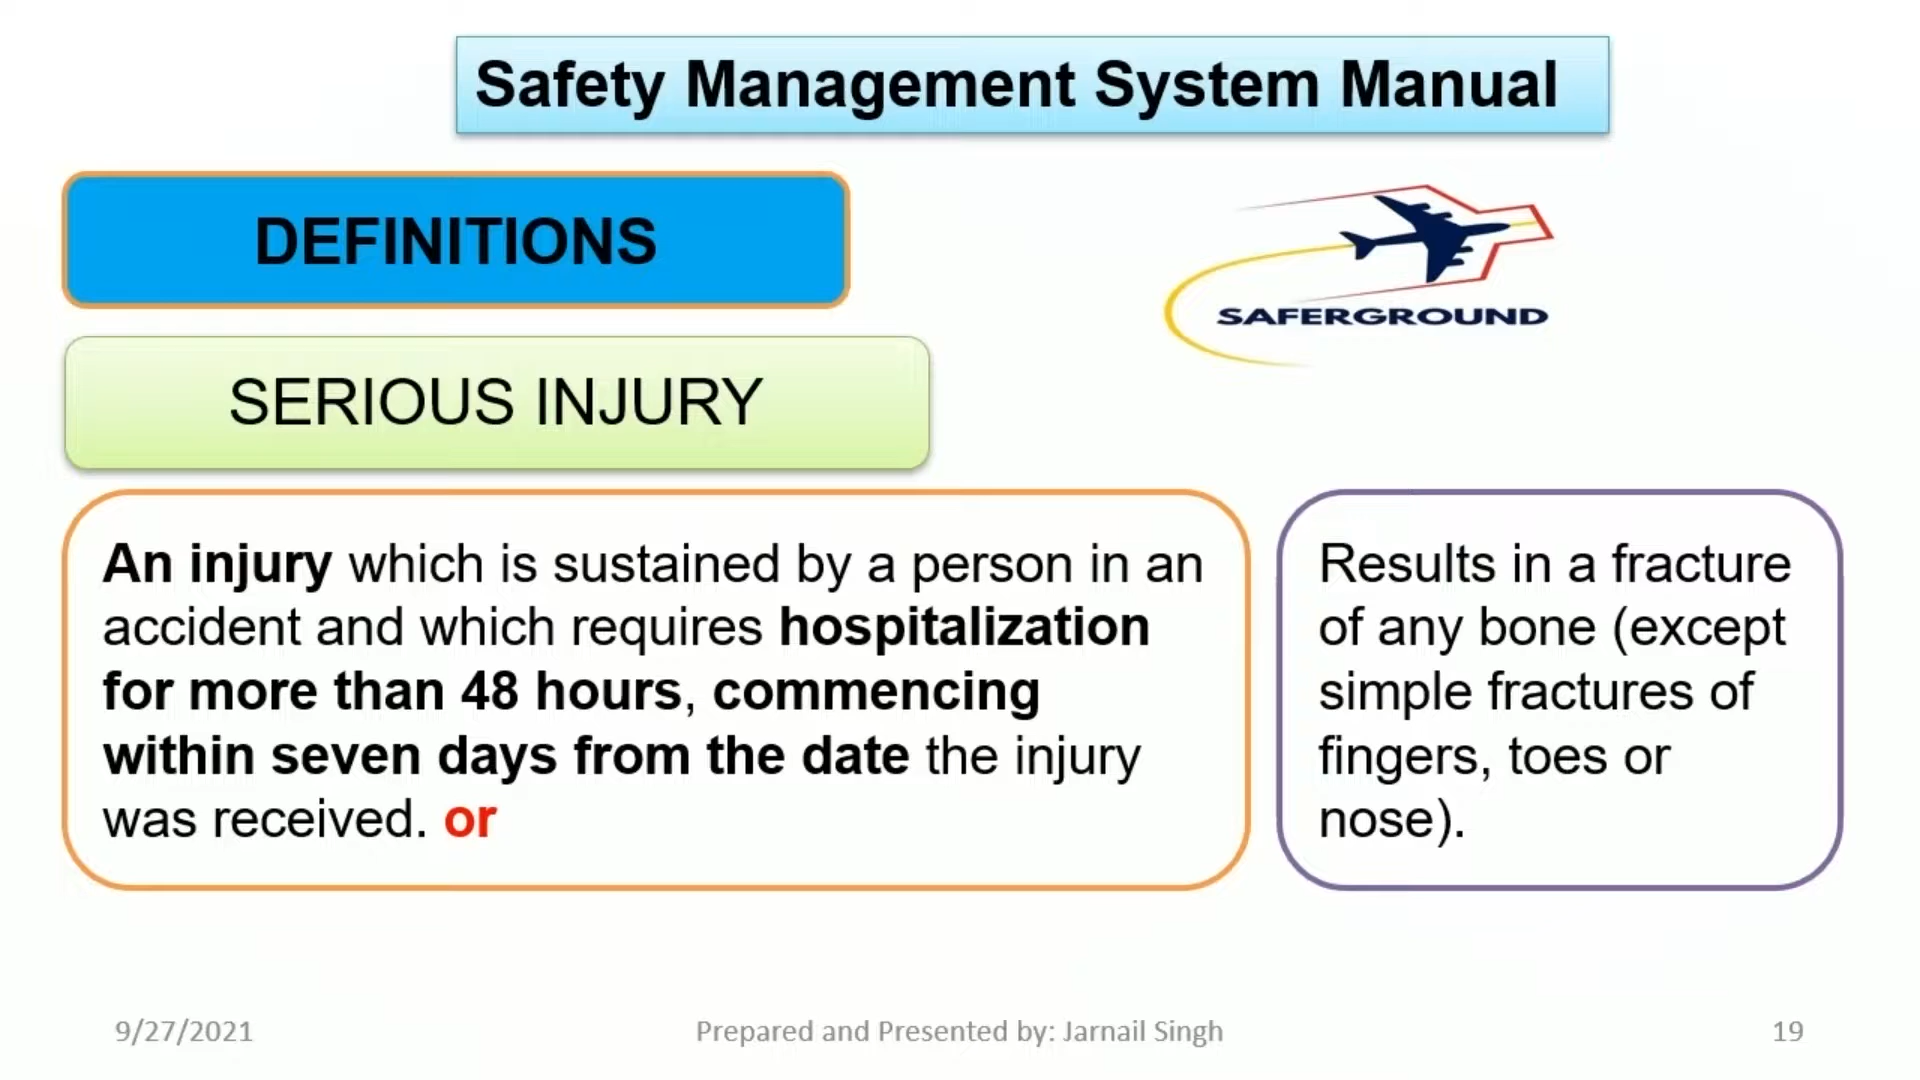 Safety Management System Manual
DEFINITIONS
SAFERGROUND
SERIOUS INJURY
An injury which is sustained by a person in an
accident and which requires hospitalization
for more than 48 hours, commencing
within seven days from the date the injury
was received. or
Results in a fracture
of any bone (except
simple fractures of
fingers, toes or
nose).
9/27/2021
Prepared and Presented by: Jarnail Singh
19